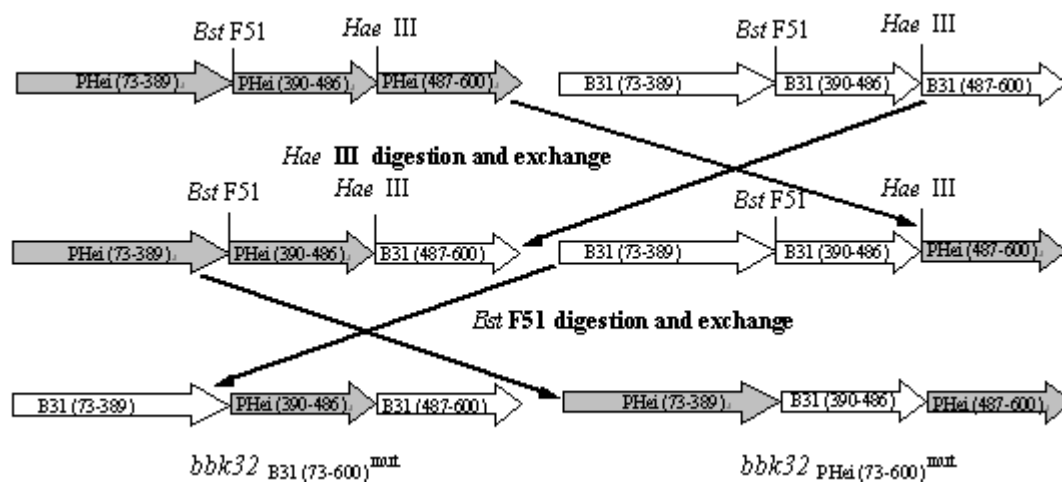 Bst F51 Hae III Bst F51 Hae III
PHei (73-389) PHei (390-486) PHei (487-600) B31 (73-389) B31 (390-486) B31 (487-600)
Hae III digestion and exchange
Bst F51 Hae III Bst F51 Hae III
PHei (73-389) PHei (390-486) B31 (487-600) B31 (73-389) B31 (390-486) PHei (487-600)
Bst F51 digestion and exchange
B31 (73-389) PHei (390-486) B31 (487-600) PHei (73-389) B31 (390-486) PHei (487-600)
bbk32 B31 (73-600) mut bbk32 PHei (73-600) mut